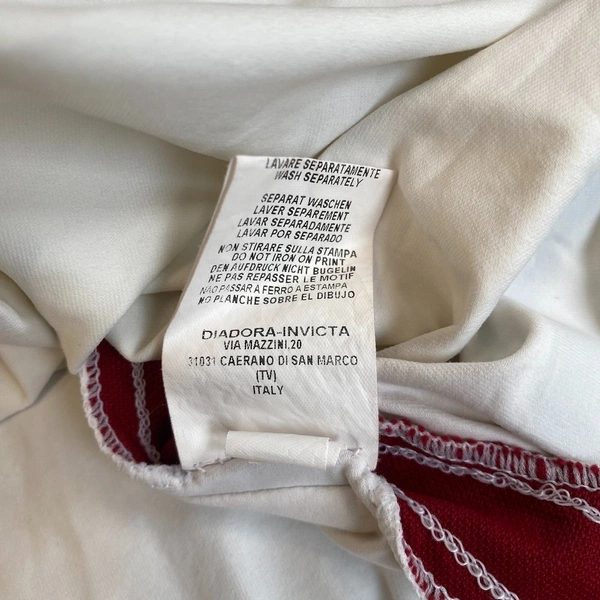 LAVARE SEPARATAMENTE
WASH SEPARATELY
SEPARAT WASCHEN
LAVER SEPAREMENT
LAVAR SEPARADAMENTE
LAVAR POR SEPARADO
NON STIRARE SULLA STAMPA
DO NOT IRON ON PRINT
DEN AUFDRUCK NICHT BUGELIN
NE PAS REPASSER LE MOTIF
NÃO PASSAR A FERRO A ESTAMPA
NO PLANCHE SOBRE EL DIBUJO
DIADORA-INVICTA
VIA MAZZINI,20
31031 CAERANO DI SAN MARCO
(TV)
ITALY